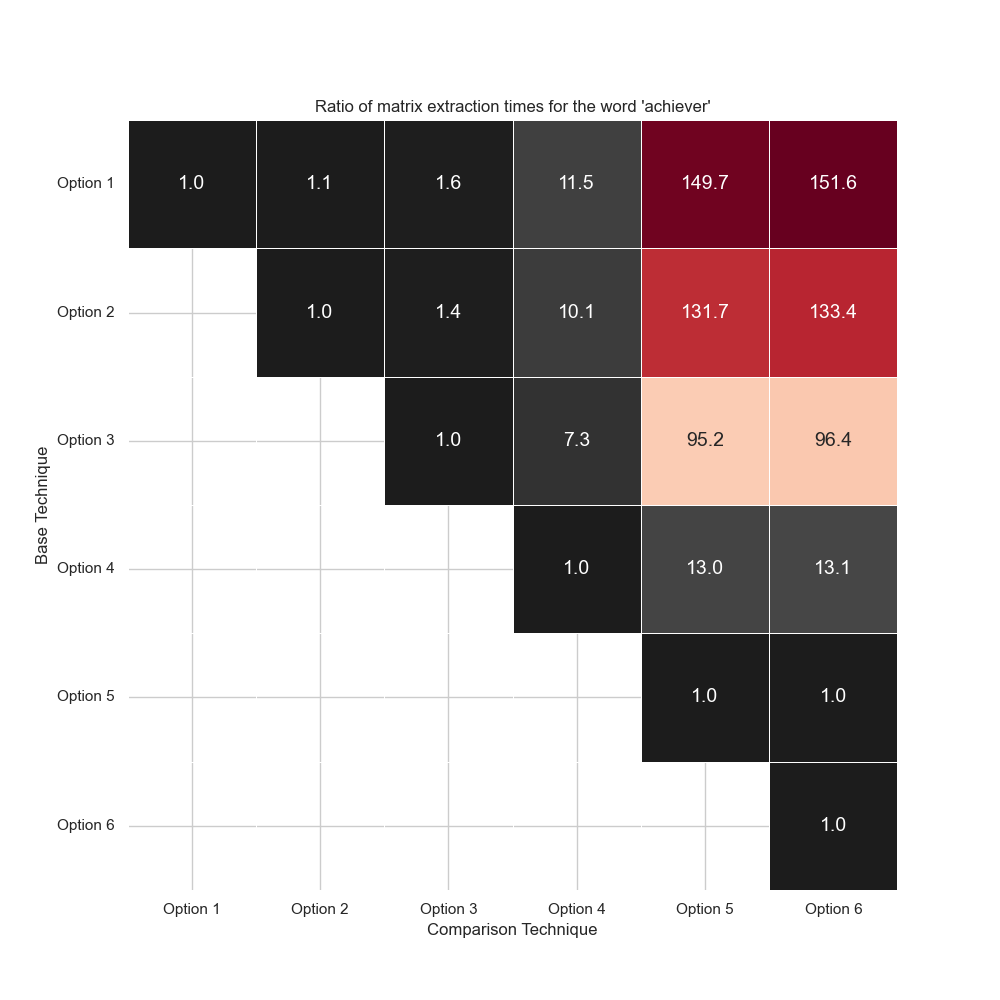 Ratio of matrix extraction times for the word 'achiever'
Option 1 1.0 1.1 1.6 11.5 149.7 151.6
Option 2 1.0 1.4 10.1 131.7 133.4
Option 3 1.0 7.3 95.2 96.4
Base Technique
Option 4 1.0 13.0 13.1
Option 5 1.0 1.0
Option 6 1.0
Option 1 Option 2 Option 3 Option 4 Option 5 Option 6
Comparison Technique